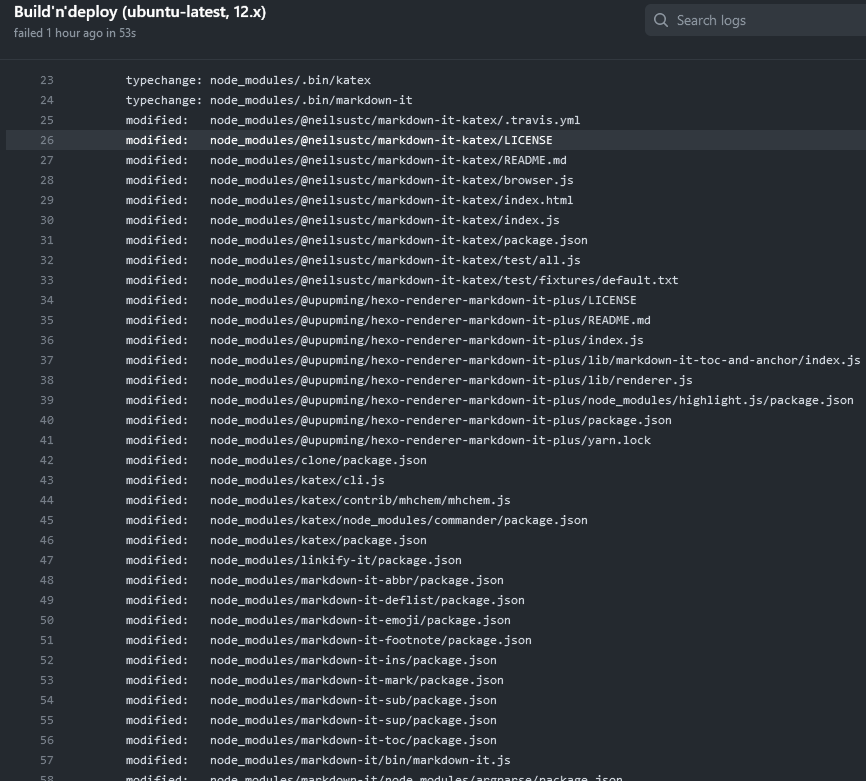 Build'n'deploy (ubuntu-latest, 12.x)
failed 1 hour ago in 53s
Search logs
23 typechange: node_modules/.bin/katex
24 typechange: node_modules/.bin/markdown-it
25 modified: node_modules/@neilsustc/markdown-it-katex/.travis.yml
26 modified: node_modules/@neilsustc/markdown-it-katex/LICENSE
27 modified: node_modules/@neilsustc/markdown-it-katex/README.md
28 modified: node_modules/@neilsustc/markdown-it-katex/browser.js
29 modified: node_modules/@neilsustc/markdown-it-katex/index.html
30 modified: node_modules/@neilsustc/markdown-it-katex/index.js
31 modified: node_modules/@neilsustc/markdown-it-katex/package.json
32 modified: node_modules/@neilsustc/markdown-it-katex/test/all.js
33 modified: node_modules/@neilsustc/markdown-it-katex/test/fixtures/default.txt
34 modified: node_modules/@upupming/hexo-renderer-markdown-it-plus/LICENSE
35 modified: node_modules/@upupming/hexo-renderer-markdown-it-plus/README.md
36 modified: node_modules/@upupming/hexo-renderer-markdown-it-plus/index.js
37 modified: node_modules/@upupming/hexo-renderer-markdown-it-plus/lib/markdown-it-toc-and-anchor/index.js
38 modified: node_modules/@upupming/hexo-renderer-markdown-it-plus/lib/renderer.js
39 modified: node_modules/@upupming/hexo-renderer-markdown-it-plus/node_modules/highlight.js/package.json
40 modified: node_modules/@upupming/hexo-renderer-markdown-it-plus/package.json
41 modified: node_modules/@upupming/hexo-renderer-markdown-it-plus/yarn.lock
42 modified: node_modules/clone/package.json
43 modified: node_modules/katex/cli.js
44 modified: node_modules/katex/contrib/mhchem/mhchem.js
45 modified: node_modules/katex/node_modules/commander/package.json
46 modified: node_modules/katex/package.json
47 modified: node_modules/linkify-it/package.json
48 modified: node_modules/markdown-it-abbr/package.json
49 modified: node_modules/markdown-it-deflist/package.json
50 modified: node_modules/markdown-it-emoji/package.json
51 modified: node_modules/markdown-it-footnote/package.json
52 modified: node_modules/markdown-it-ins/package.json
53 modified: node_modules/markdown-it-mark/package.json
54 modified: node_modules/markdown-it-sub/package.json
55 modified: node_modules/markdown-it-sup/package.json
56 modified: node_modules/markdown-it-toc/package.json
57 modified: node_modules/markdown-it/bin/markdown-it.js
58 modified: node_modules/markdown-it/node_modules/argparse/package.json